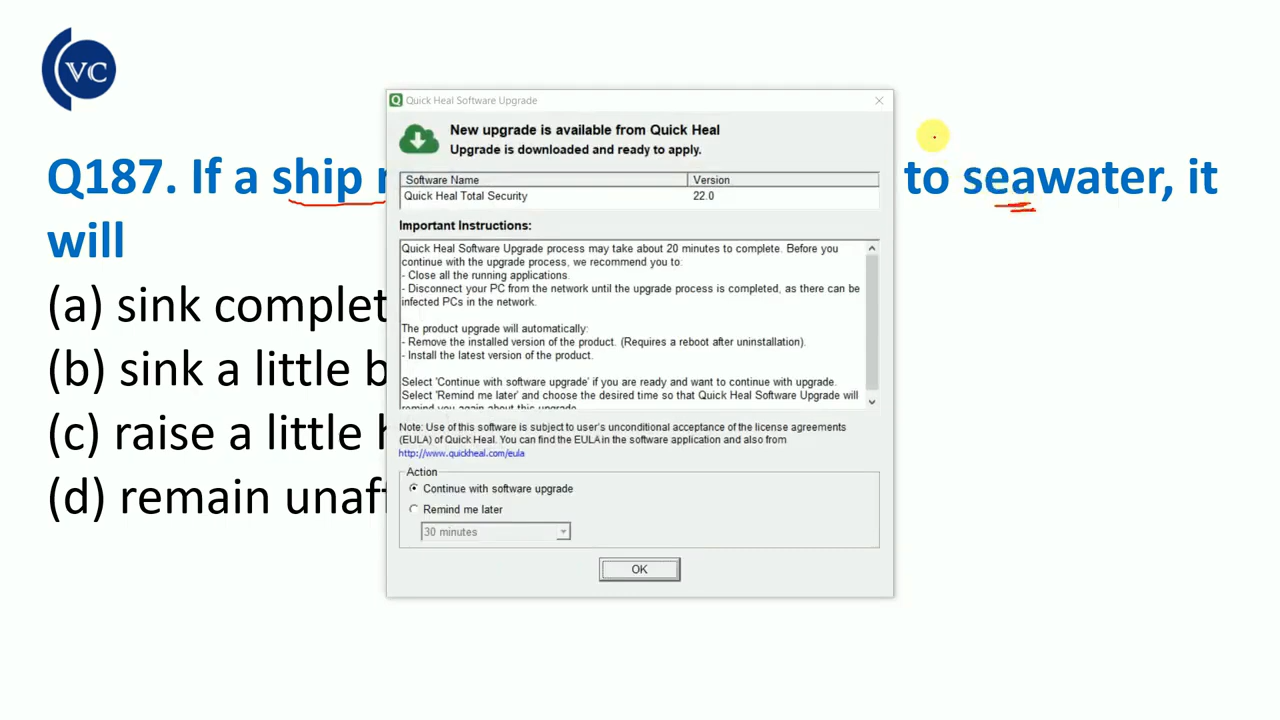 VC
Q187. If a ship
to seawater, it
will
(a) sink complet
(b) sink a little
(c) raise a little
(d) remain unaff
Quick Heal Software Upgrade
New upgrade is available from Quick Heal
Upgrade is downloaded and ready to apply.
Software Name Version
Quick Heal Total Security 22.0
Important Instructions:
Quick Heal Software Upgrade process may take about 20 minutes to complete. Before you
continue with the upgrade process, we recommend you to:
- Close all the running applications.
- Disconnect your PC from the network until the upgrade process is completed, as there can be
infected PCs in the network.
The product upgrade will automatically:
- Remove the installed version of the product. (Requires a reboot after uninstallation).
- Install the latest version of the product.
Select 'Continue with software upgrade' if you are ready and want to continue with upgrade.
Select 'Remind me later' and choose the desired time so that Quick Heal Software Upgrade will
remind you again about this upgrade
Note: Use of this software is subject to user's unconditional acceptance of the license agreements
(EULA) of Quick Heal. You can find the EULA in the software application and also from
http://www.quickheal.com/eula
Action
Continue with software upgrade
Remind me later
30 minutes
OK